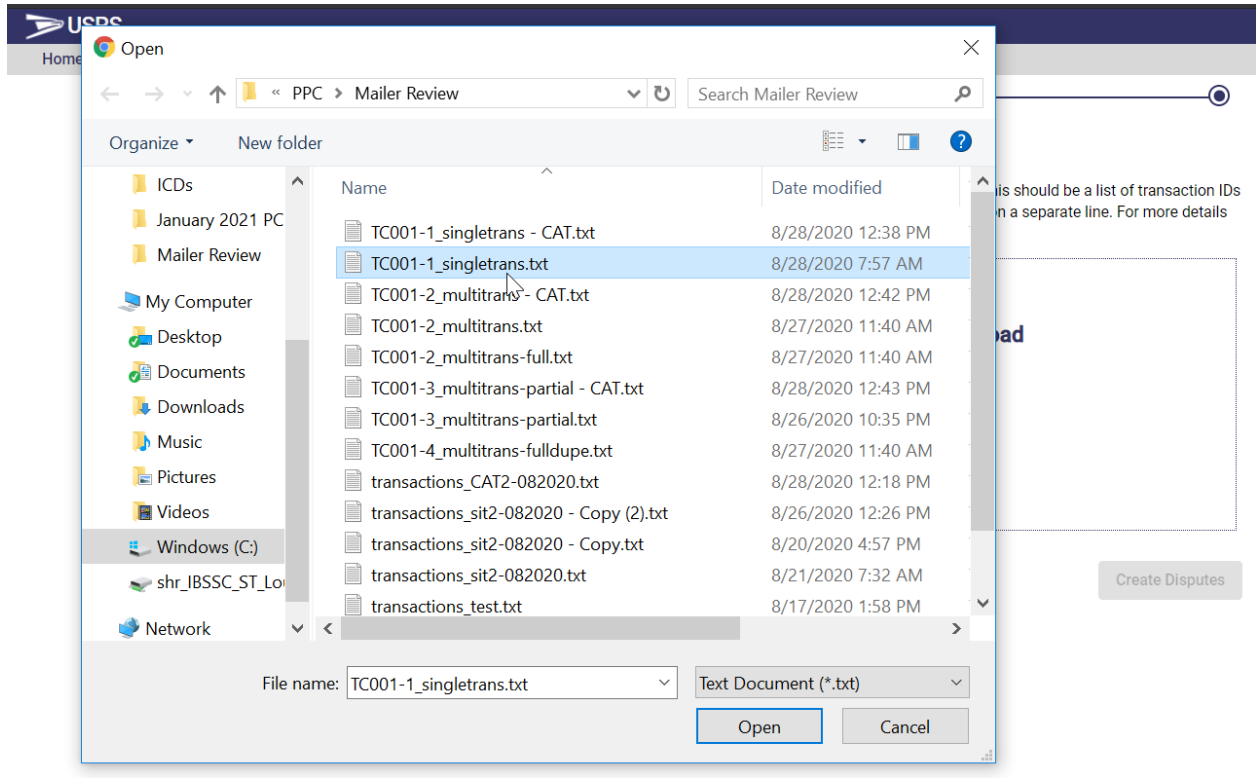 USPS
Home
Open
« PPC > Mailer Review
Search Mailer Review
Organize
New folder
ICDs
January 2021 PC
Mailer Review
My Computer
Desktop
Documents
Downloads
Music
Pictures
Videos
Windows (C:)
shr_IBSSC_ST_Lou
Network
Name Date modified
TC001-1_singletrans - CAT.txt 8/28/2020 12:38 PM
TC001-1_singletrans.txt 8/28/2020 7:57 AM
TC001-2_multitrans - CAT.txt 8/28/2020 12:42 PM
TC001-2_multitrans.txt 8/27/2020 11:40 AM
TC001-2_multitrans-full.txt 8/27/2020 11:40 AM
TC001-3_multitrans-partial - CAT.txt 8/28/2020 12:43 PM
TC001-3_multitrans-partial.txt 8/26/2020 10:35 PM
TC001-4_multitrans-fulldupe.txt 8/27/2020 11:40 AM
transactions_CAT2-082020.txt 8/28/2020 12:18 PM
transactions_sit2-082020 - Copy (2).txt 8/26/2020 12:26 PM
transactions_sit2-082020 - Copy.txt 8/20/2020 4:57 PM
transactions_sit2-082020.txt 8/21/2020 7:32 AM
transactions_test.txt 8/17/2020 1:58 PM
File name: TC001-1_singletrans.txt
Text Document (*.txt)
Open
Cancel
is should be a list of transaction IDs
n a separate line. For more details
oad
Create Disputes